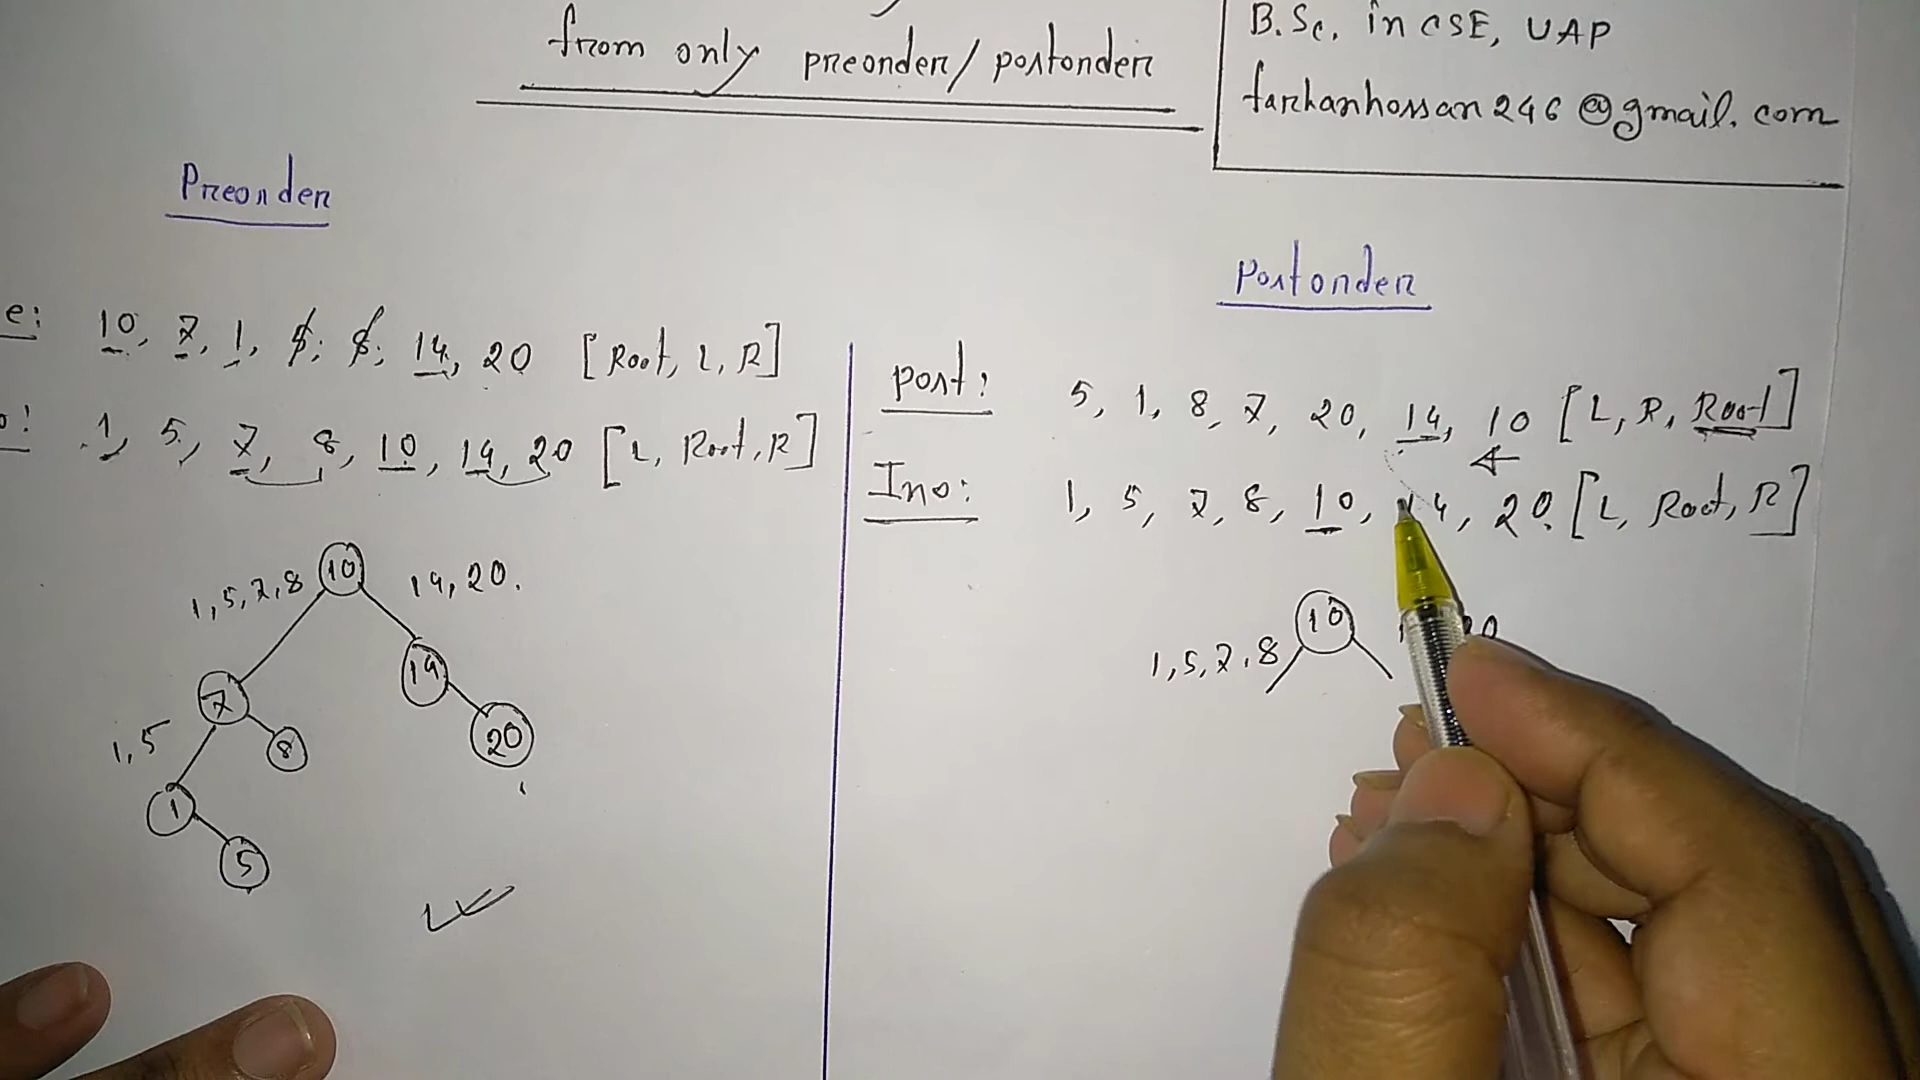 from only preorder/postorder
B.Sc. in CSE, UAP
farhanhossan246@gmail.com
Preorder
e: 10, 7, 1, 5, 8, 14, 20 [Root, L, R]
o: 1, 5, 7, 8, 10, 14, 20 [L, Root, R]
1, 5, 7, 8
10
14, 20.
7
14
1, 5
8
20
1
5
Postorder
post: 5, 1, 8, 7, 20, 14, 10 [L, R, Root]
Ino: 1, 5, 7, 8, 10, 14, 20 [L, Root, R]
1, 5, 7, 8
10
20